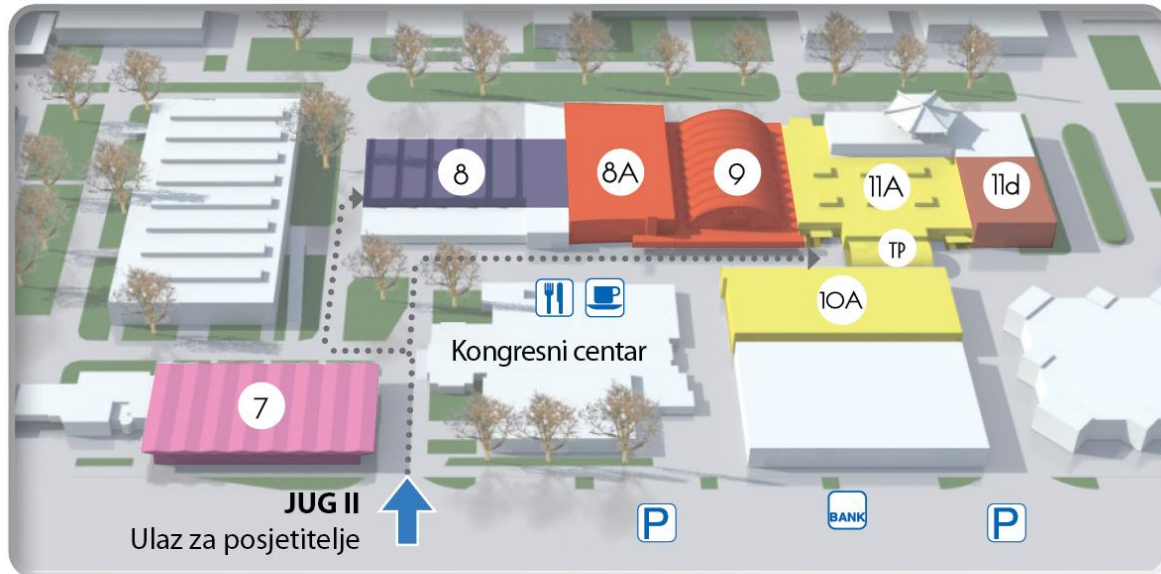 8
8A
9
11A
11d
TP
10A
Kongresni centar
7
JUG II
Ulaz za posjetitelje
P
BANK
P